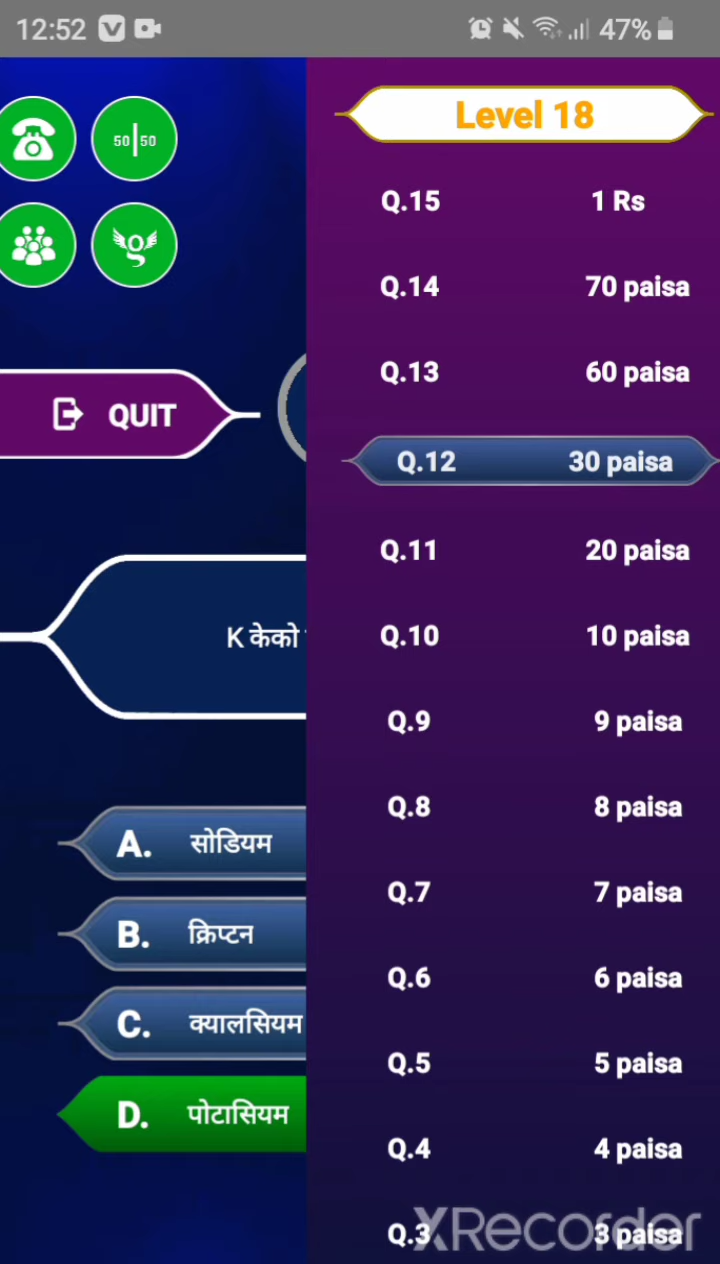 12:52
47%
50|50
QUIT
K केको
A. सोडियम
B. क्रिप्टन
C. क्यालसियम
D. पोटासियम
Level 18
Q.15 1 Rs
Q.14 70 paisa
Q.13 60 paisa
Q.12 30 paisa
Q.11 20 paisa
Q.10 10 paisa
Q.9 9 paisa
Q.8 8 paisa
Q.7 7 paisa
Q.6 6 paisa
Q.5 5 paisa
Q.4 4 paisa
Q.3 3 paisa
XRecorder